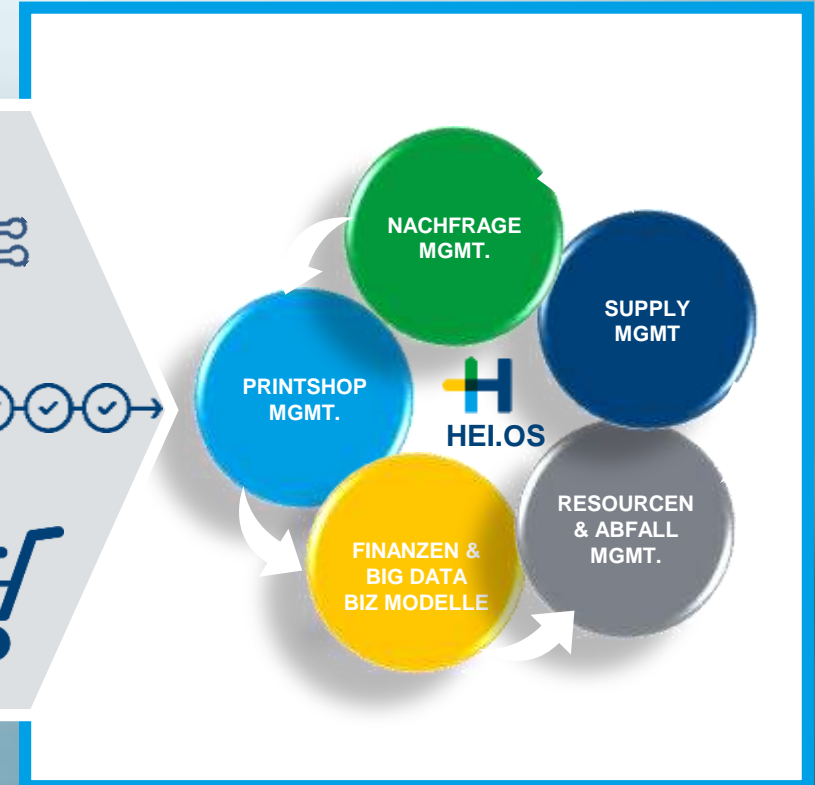 NACHFRAGE
MGMT.
SUPPLY
MGMT
PRINTSHOP
MGMT.
HEI.OS
RESOURCEN
& ABFALL
MGMT.
FINANZEN &
BIG DATA
BIZ MODELLE